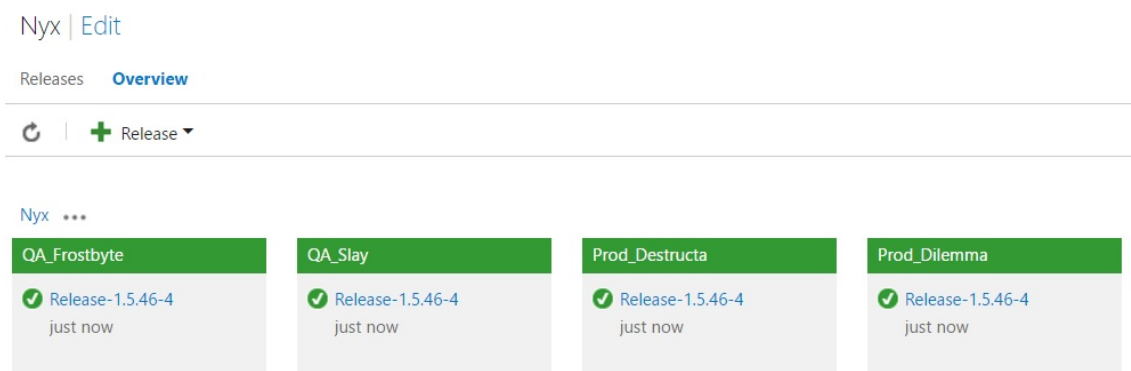 Nyx | Edit
Releases Overview
Release
Nyx
QA_Frostbyte QA_Slay Prod_Destructa Prod_Dilemma
Release-1.5.46-4 Release-1.5.46-4 Release-1.5.46-4 Release-1.5.46-4
just now just now just now just now